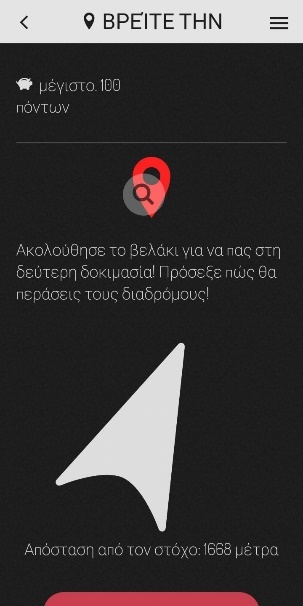 ΒΡΕΊΤΕ ΤΗΝ
μέγιστο. 100
πόντων
Ακολούθησε το βελάκι για να πας στη
δεύτερη δοκιμασία! Πρόσεξε πώς θα
περάσεις τους διαδρόμους!
Απόσταση από τον στόχο: 1668 μέτρα